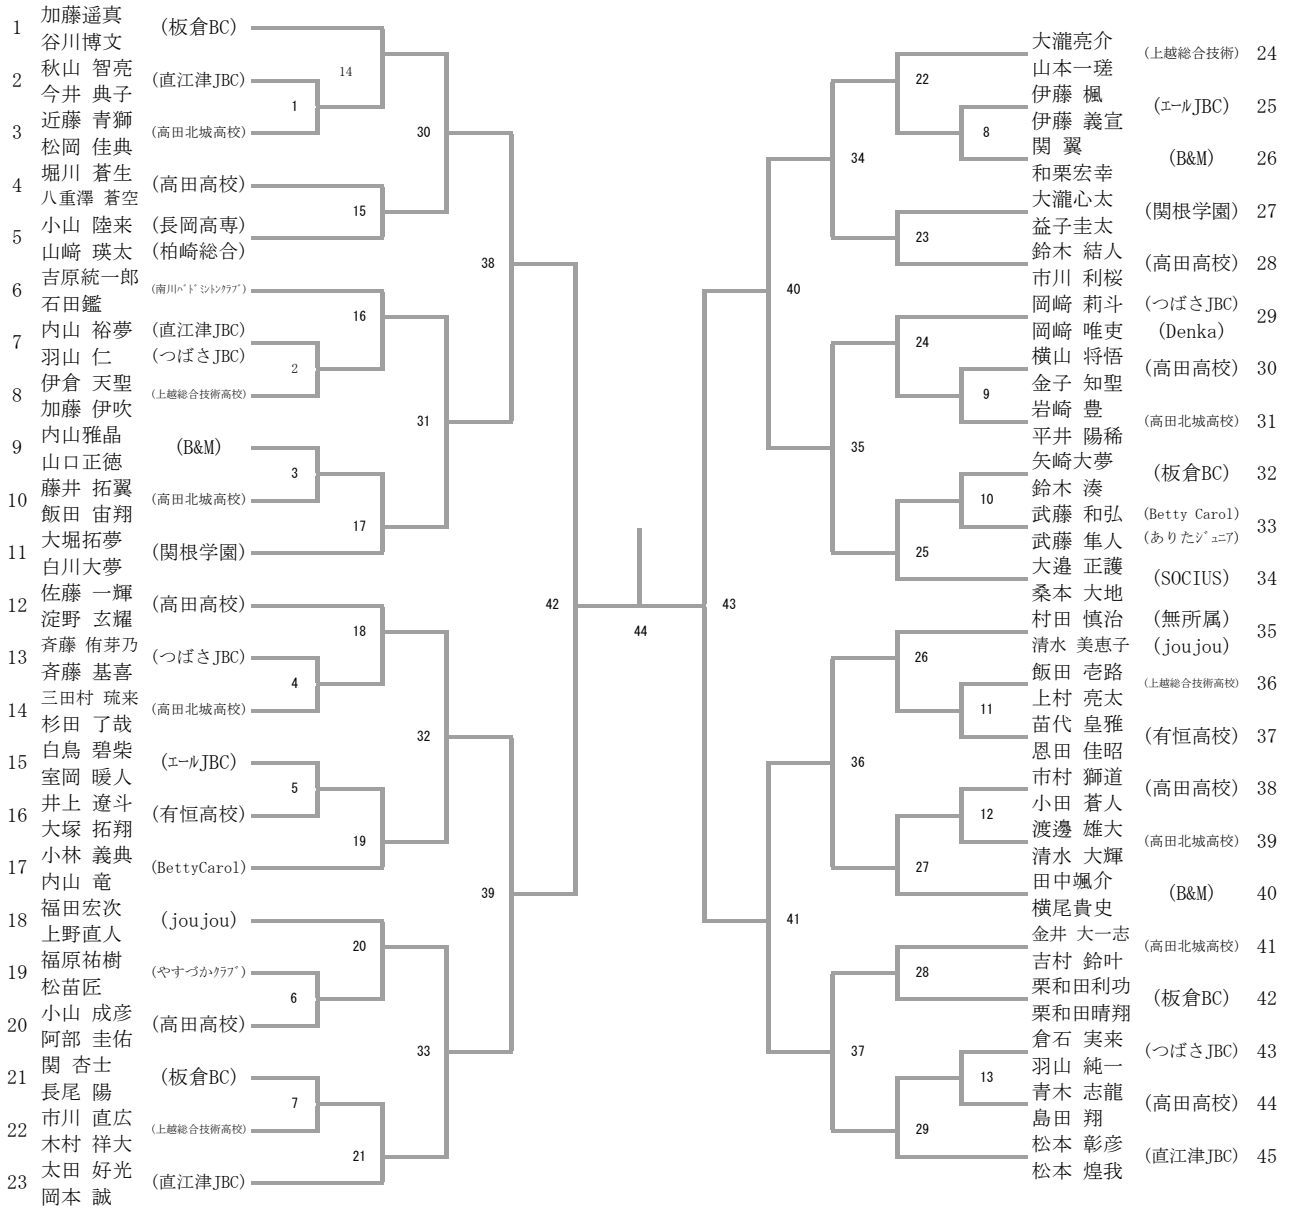 1 加藤遥真 (板倉BC)
谷川博文
2 秋山 智亮 (直江津JBC)
今井 典子
3 近藤 青獅 (高田北城高校)
松岡 佳典
4 堀川 蒼生 (高田高校)
八重澤 蒼空
5 小山 陸来 (長岡高専)
山﨑 瑛太 (柏崎総合)
6 吉原統一郎 (南川ﾊﾞﾄﾞﾐﾝﾄﾝｸﾗﾌﾞ)
石田鑑
7 内山 裕夢 (直江津JBC)
羽山 仁 (つばさJBC)
8 伊倉 天聖 (上越総合技術高校)
加藤 伊吹
9 内山雅晶 (B&M)
山口正徳
10 藤井 拓翼 (高田北城高校)
飯田 宙翔
11 大堀拓夢 (関根学園)
白川大夢
12 佐藤 一輝 (高田高校)
淀野 玄耀
13 斉藤 侑芽乃 (つばさJBC)
斉藤 基喜
14 三田村 琉来 (高田北城高校)
杉田 了哉
15 白鳥 碧柴 (ｴｰﾙJBC)
室岡 暖人
16 井上 遼斗 (有恒高校)
大塚 拓翔
17 小林 義典 (BettyCarol)
内山 竜
18 福田宏次 (joujou)
上野直人
19 福原祐樹 (やすづかｸﾗﾌﾞ)
松苗匠
20 小山 成彦 (高田高校)
阿部 圭佑
21 関 杏士 (板倉BC)
長尾 陽
22 市川 直広 (上越総合技術高校)
木村 祥大
23 太田 好光 (直江津JBC)
岡本 誠
1
2
3
4
5
6
7
14
15
16
17
18
19
20
21
30
31
32
33
38
39
42
44
43
40
41
34
35
36
37
22
23
24
25
26
27
28
29
8
9
10
11
12
13
大瀧亮介 (上越総合技術) 24
山本一瑳
伊藤 楓 (ｴｰﾙJBC) 25
伊藤 義宣
関 翼 (B&M) 26
和栗宏幸
大瀧心太 (関根学園) 27
益子圭太
鈴木 結人 (高田高校) 28
市川 利桜
岡﨑 莉斗 (つばさJBC) 29
岡﨑 唯吏 (Denka)
横山 将悟 (高田高校) 30
金子 知聖
岩崎 豊 (高田北城高校) 31
平井 陽稀
矢崎大夢 (板倉BC) 32
鈴木 湊
武藤 和弘 (Betty Carol) 33
武藤 隼人 (ありたｼﾞｭﾆｱ)
大邉 正護 (SOCIUS) 34
桑本 大地
村田 慎治 (無所属) 35
清水 美恵子 (joujou)
飯田 壱路 (上越総合技術高校) 36
上村 亮太
苗代 皇雅 (有恒高校) 37
恩田 佳昭
市村 獅道 (高田高校) 38
小田 蒼人
渡邊 雄大 (高田北城高校) 39
清水 大輝
田中颯介 (B&M) 40
横尾貴史
金井 大一志 (高田北城高校) 41
吉村 鈴叶
栗和田利功 (板倉BC) 42
栗和田晴翔
倉石 実来 (つばさJBC) 43
羽山 純一
青木 志龍 (高田高校) 44
島田 翔
松本 彰彦 (直江津JBC) 45
松本 煌我